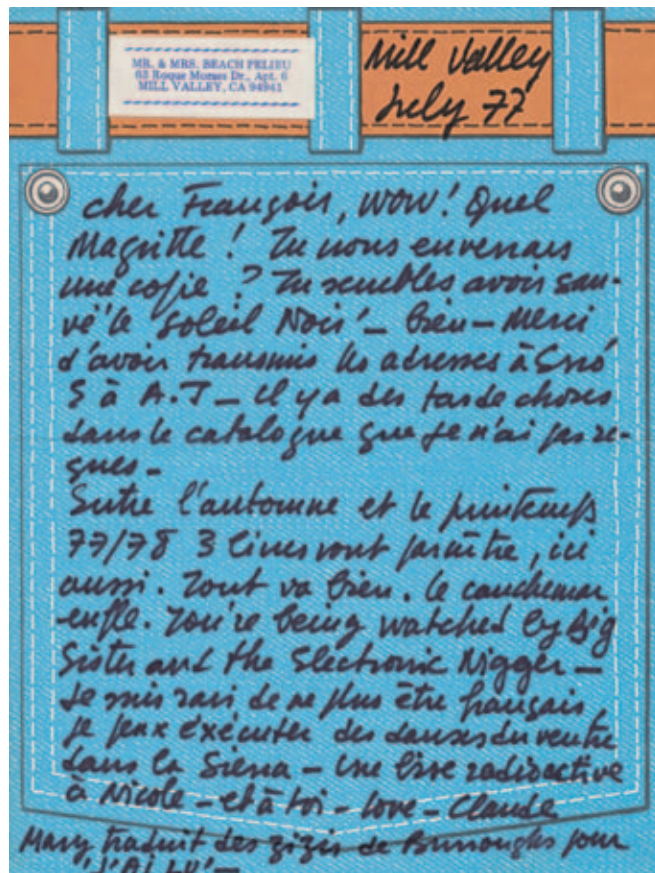 MR. & MRS. BEACH PELIEU
63 Roque Momes Dr., Apt. 6
MILL VALLEY, CA 94941
Mill Valley
July 77
cher François, wow! Quel
Magritte ! Tu nous enverrais
une copie ? Tu sembles avoir sau-
vé 'le Soleil Noir' — bien — Merci
d'avoir transmis les adresses à
S à A.T — il y a des tas de choses
dans le catalogue que je n'ai pas re-
çues —
Entre l'automne et le printemps
77/78 3 livres vont paraître, ici
aussi. Tout va bien. Le cauchemar
enfle. You're being watched by Big
Sister and the Electronic Nigger —
Je suis ravi de ne plus être français
je peux exécuter des danses du ventre
dans la Sierra — une bise radioactive
à Nicole — et à toi — love — Claude
Mary traduit des zizis de Burroughs pour